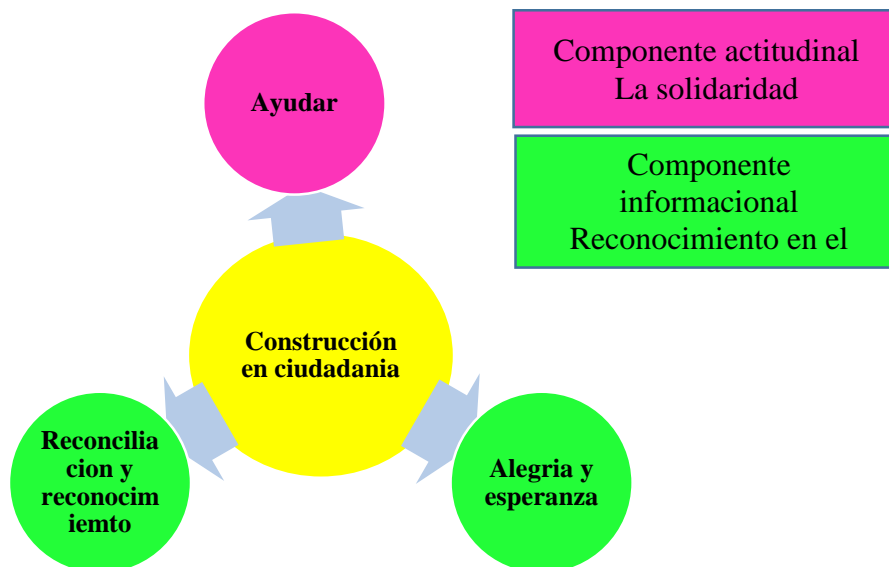 Ayudar
Componente actitudinal
La solidaridad
Componente
informacional
Reconocimiento en el
Construcción
en ciudadania
Reconcilia
cion y
reconocim
iemto
Alegria y
esperanza